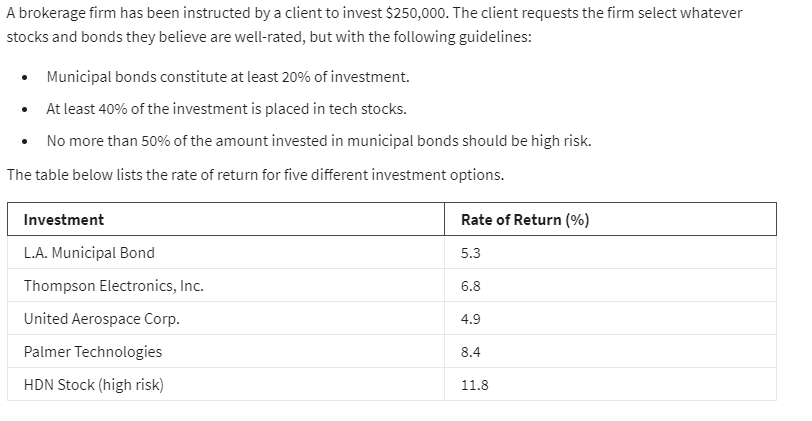 A brokerage firm has been instructed by a client to invest $250,000. The client requests the firm select whatever
stocks and bonds they believe are well-rated, but with the following guidelines:
• Municipal bonds constitute at least 20% of investment.
• At least 40% of the investment is placed in tech stocks.
• No more than 50% of the amount invested in municipal bonds should be high risk.
The table below lists the rate of return for five different investment options.
Investment Rate of Return (%)
L.A. Municipal Bond 5.3
Thompson Electronics, Inc. 6.8
United Aerospace Corp. 4.9
Palmer Technologies 8.4
HDN Stock (high risk) 11.8